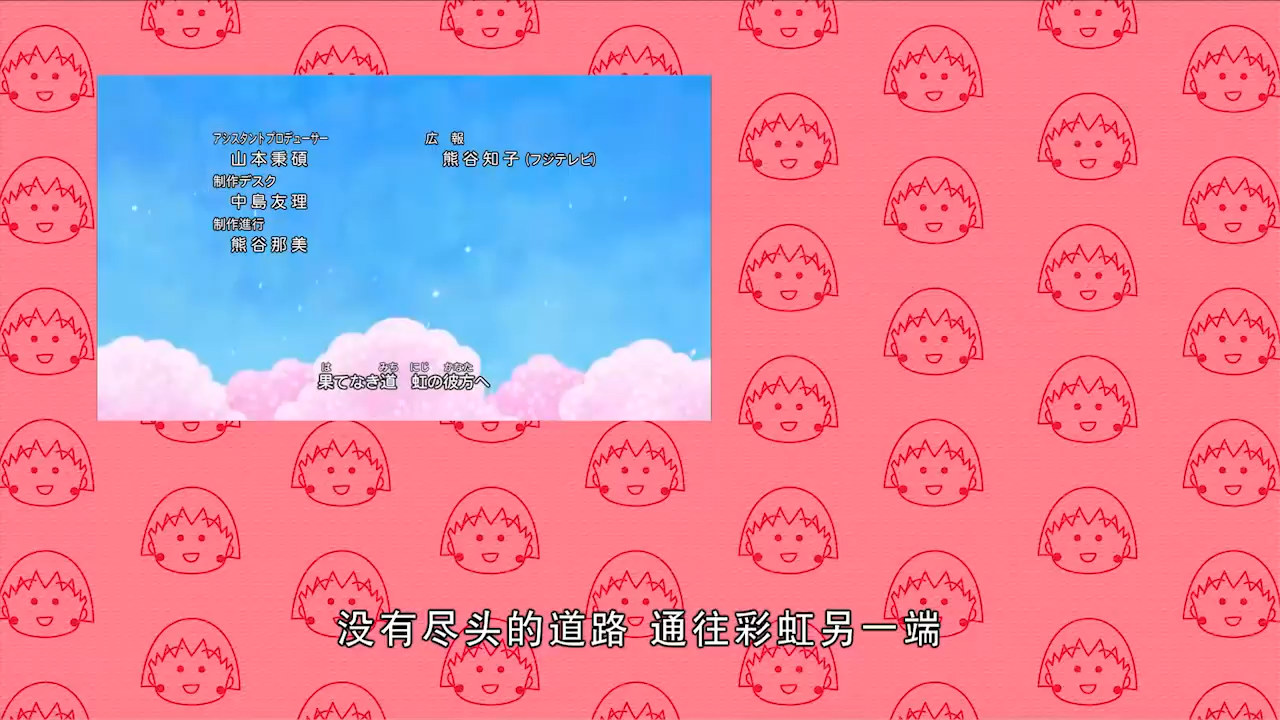 アシスタントプロデューサー
山本秉碩
制作デスク
中島友理
制作進行
熊谷那美
広 報
熊谷知子(フジテレビ)
は みち にじ かなた
果てなき道 虹の彼方へ
没有尽头的道路 通往彩虹另一端